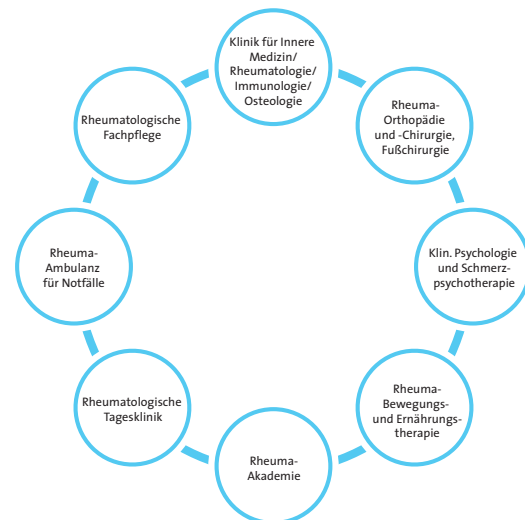 Klinik für Innere
Medizin/
Rheumatologie/
Immunologie/
Osteologie
Rheuma-
Orthopädie
und -Chirurgie,
Fußchirurgie
Klin. Psychologie
und Schmerz-
psychotherapie
Rheuma-
Bewegungs-
und Ernährungs-
therapie
Rheuma-
Akademie
Rheumatologische
Tagesklinik
Rheuma-
Ambulanz
für Notfälle
Rheumatologische
Fachpflege